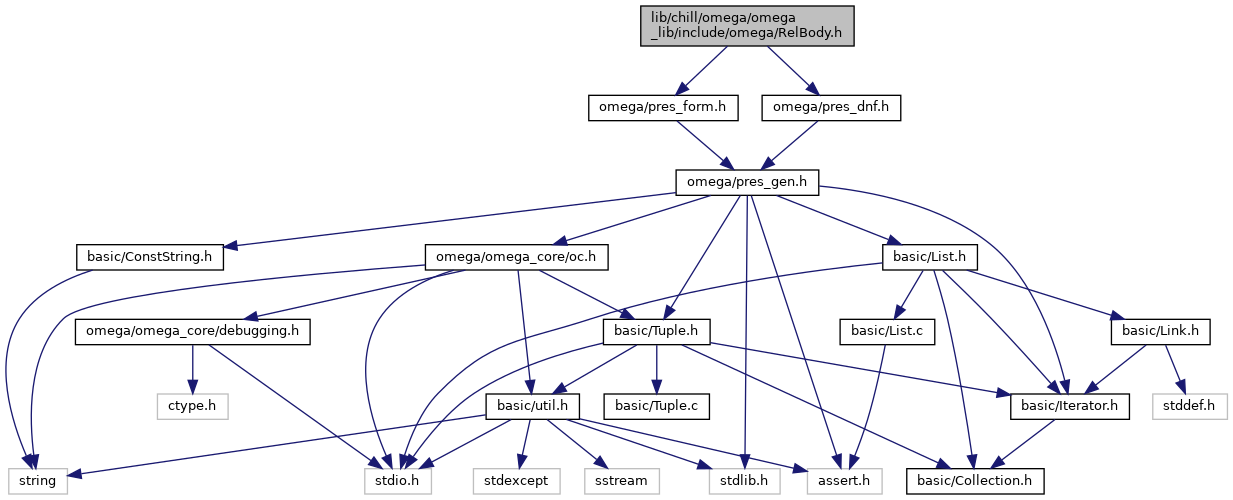 lib/chill/omega/omega
_lib/include/omega/RelBody.h
omega/pres_form.h
omega/pres_dnf.h
omega/pres_gen.h
basic/ConstString.h
omega/omega_core/oc.h
basic/List.h
omega/omega_core/debugging.h
basic/Tuple.h
basic/List.c
basic/Link.h
ctype.h
basic/util.h
basic/Tuple.c
basic/Iterator.h
stddef.h
string
stdio.h
stdexcept
sstream
stdlib.h
assert.h
basic/Collection.h